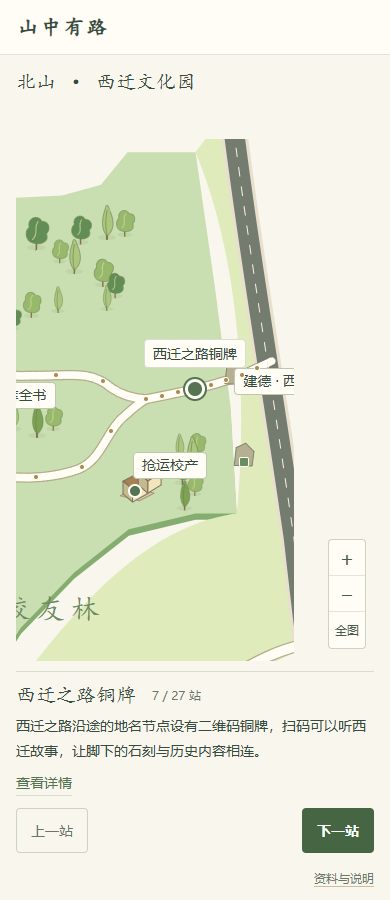 山中有路
北山 • 西迁文化园
西迁之路铜牌
建德 · 西
全书
抢运校产
校友林
+
−
全图
西迁之路铜牌 7 / 27 站
西迁之路沿途的地名节点设有二维码铜牌，扫码可以听西
迁故事，让脚下的石刻与历史内容相连。
查看详情
上一站 下一站
资料与说明